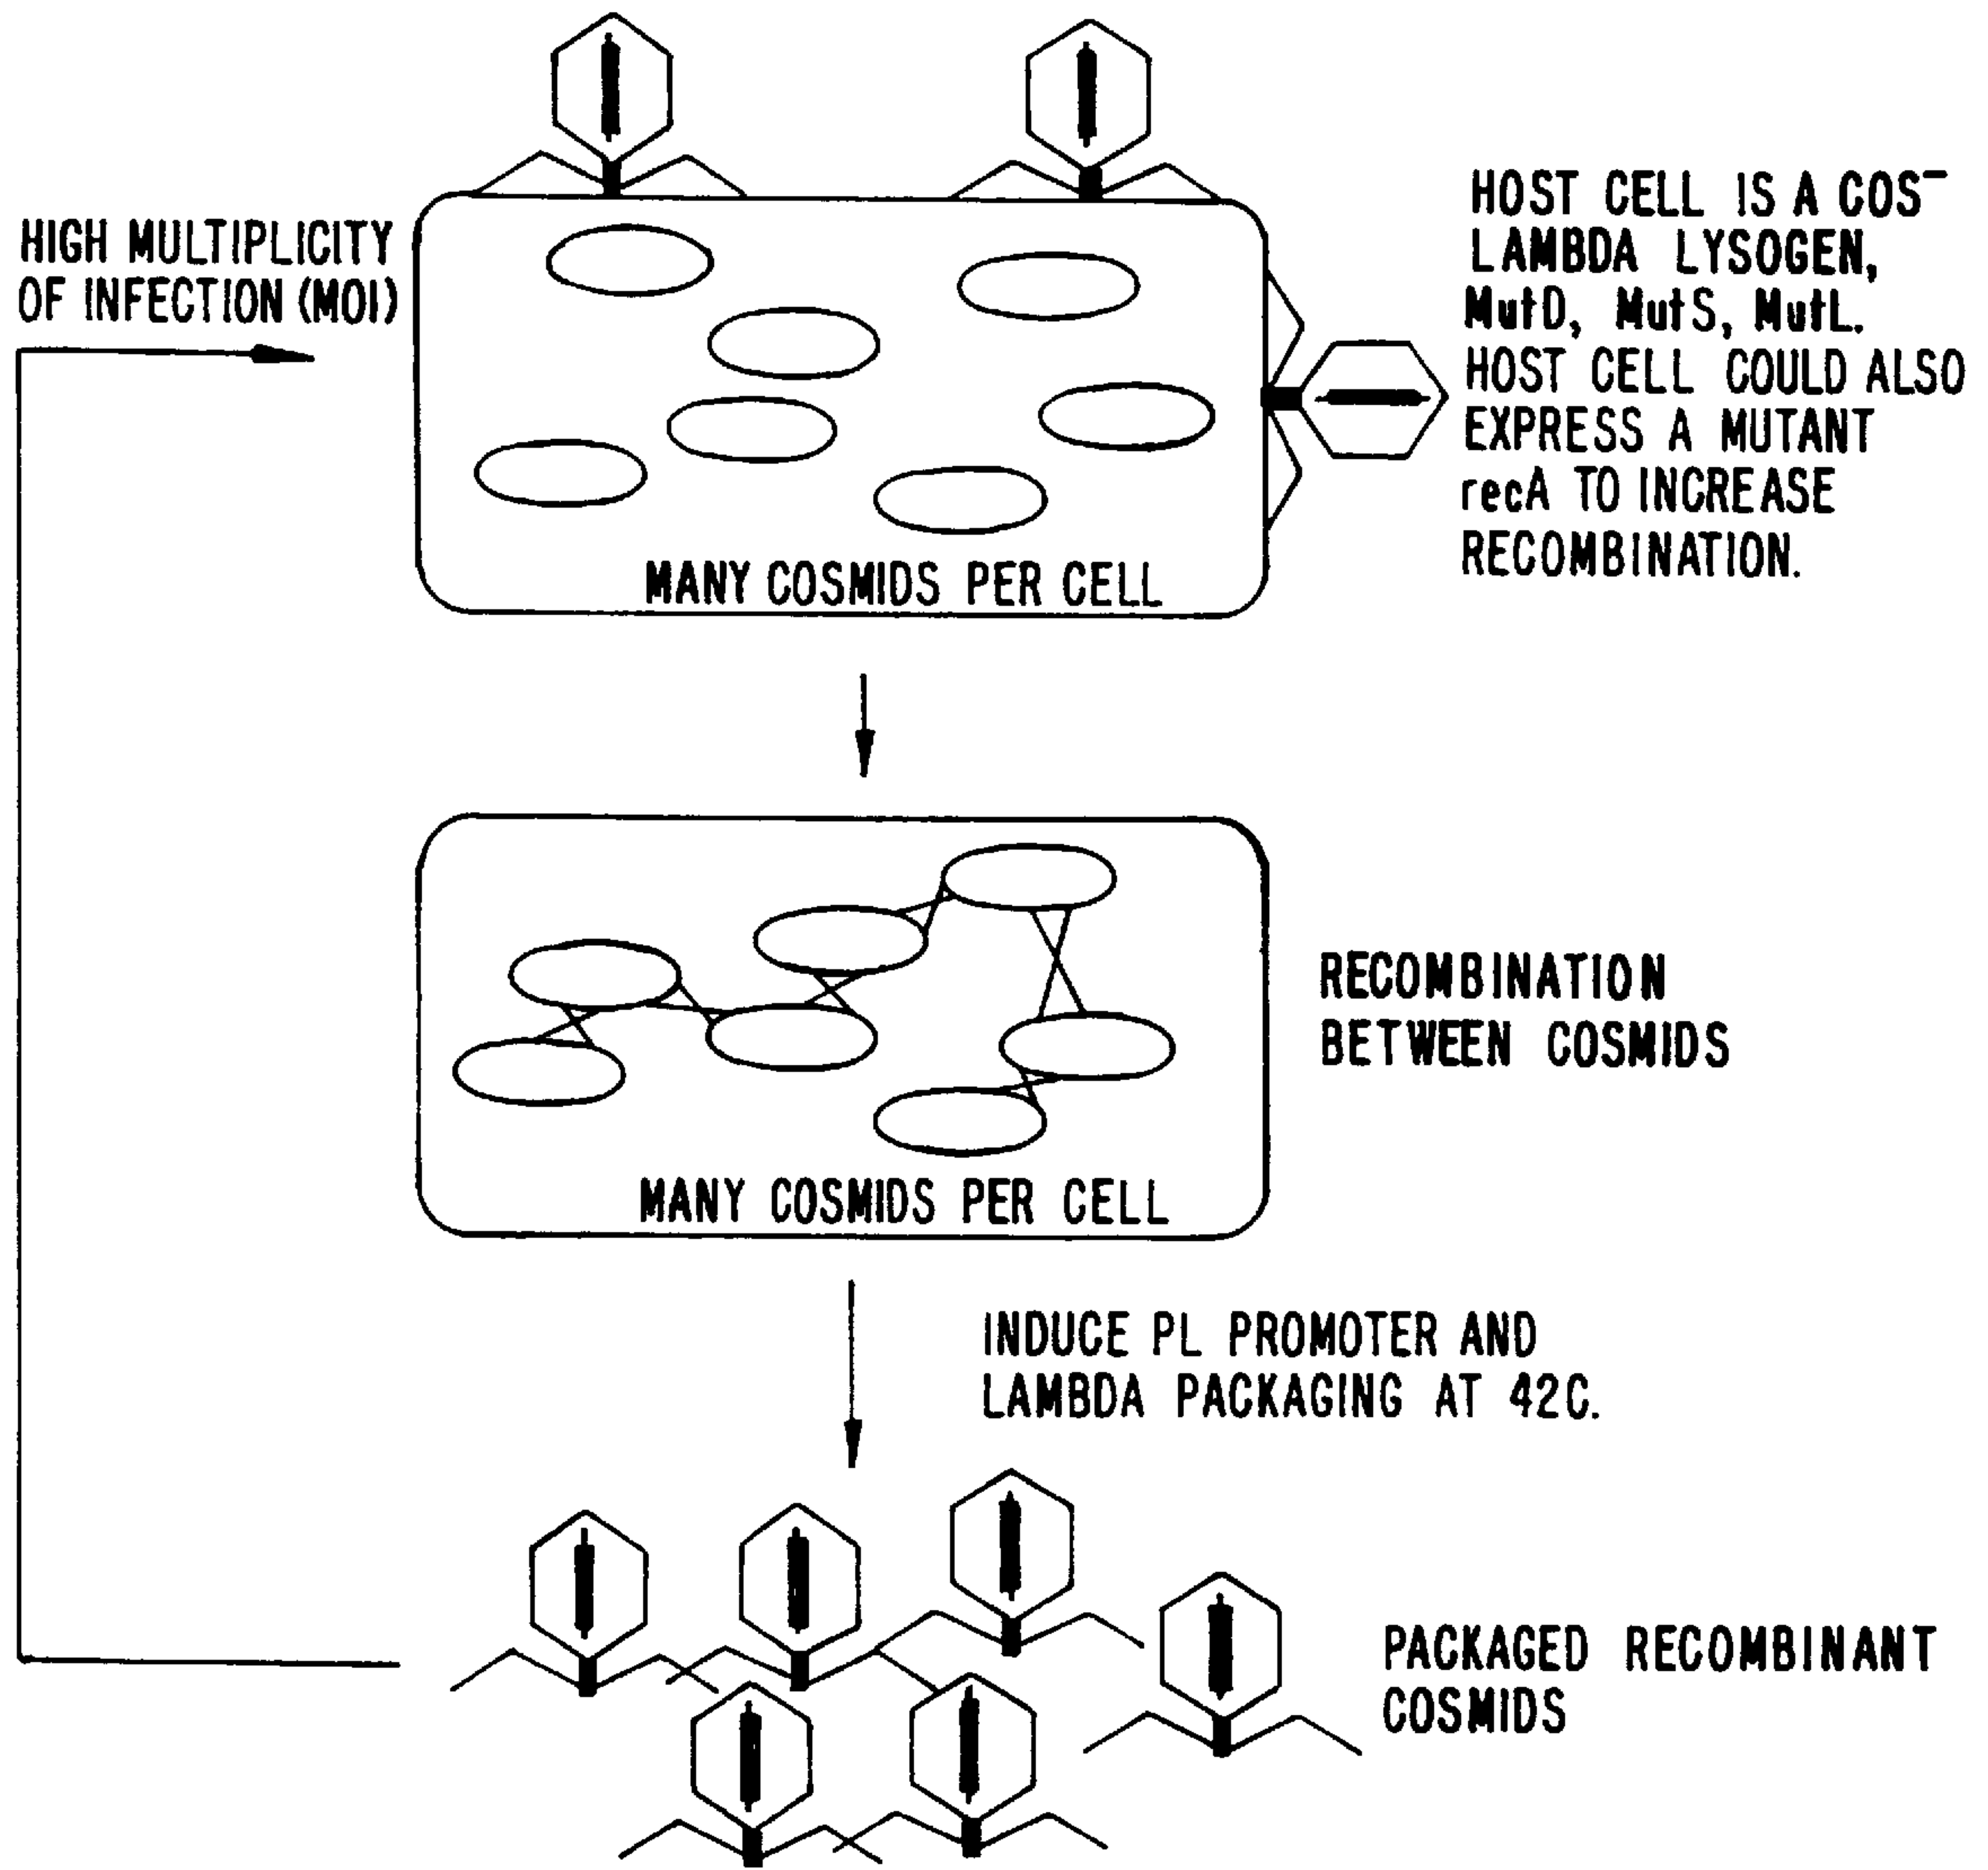 HIGH MULTIPLICITY
OF INFECTION (MOI)
HOST CELL IS A COS⁻
LAMBDA LYSOGEN,
MutD, MutS, MutL.
HOST CELL COULD ALSO
EXPRESS A MUTANT
recA TO INCREASE
RECOMBINATION.
MANY COSMIDS PER CELL
RECOMBINATION
BETWEEN COSMIDS
MANY COSMIDS PER CELL
INDUCE PL PROMOTER AND
LAMBDA PACKAGING AT 42C.
PACKAGED RECOMBINANT
COSMIDS